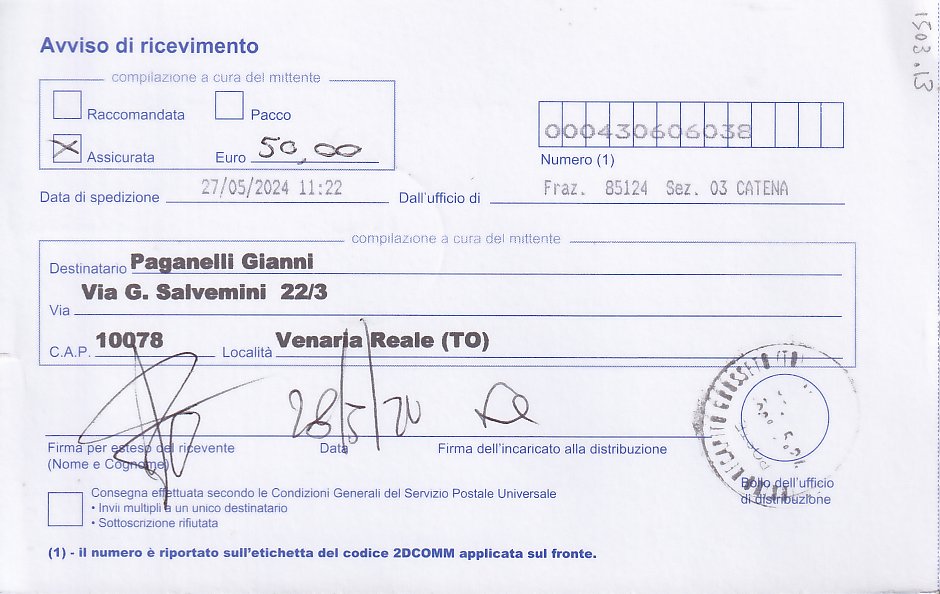 Avviso di ricevimento
1503.13
compilazione a cura del mittente
Raccomandata Pacco
Assicurata Euro 50,00
000430606038
Numero (1)
Data di spedizione 27/05/2024 11:22 Dall'ufficio di Fraz. 85124 Sez. 03 CATENA
compilazione a cura del mittente
Destinatario Paganelli Gianni
Via Via G. Salvemini 22/3
C.A.P. 10078 Località Venaria Reale (TO)
28/5/20
Firma per esteso del ricevente Data Firma dell'incaricato alla distribuzione
(Nome e Cognome)
Bollo dell'ufficio
di distribuzione
Consegna effettuata secondo le Condizioni Generali del Servizio Postale Universale
• Invii multipli a un unico destinatario
• Sottoscrizione rifiutata
(1) - il numero è riportato sull'etichetta del codice 2DCOMM applicata sul fronte.